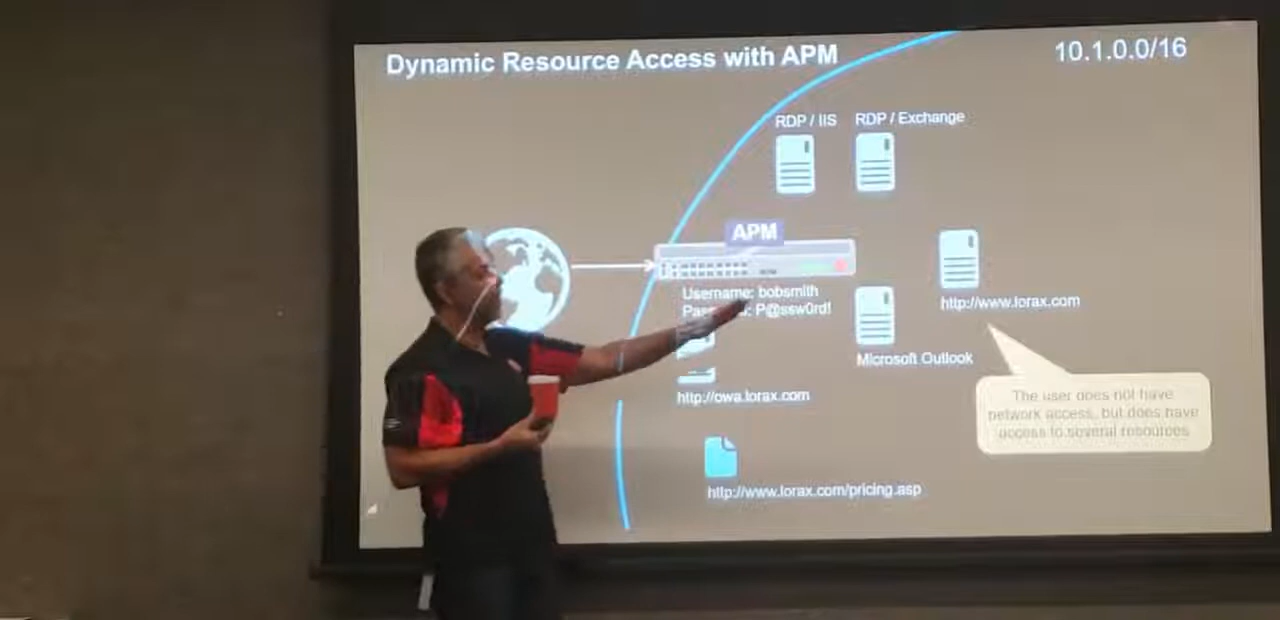 Dynamic Resource Access with APM
10.1.0.0/16
RDP / IIS
RDP / Exchange
APM
Username: bobsmith
P@ssw0rd!
http://www.lorax.com
Microsoft Outlook
http://owa.lorax.com
The user does not have
network access, but does have
access to several resources
http://www.lorax.com/pricing.asp